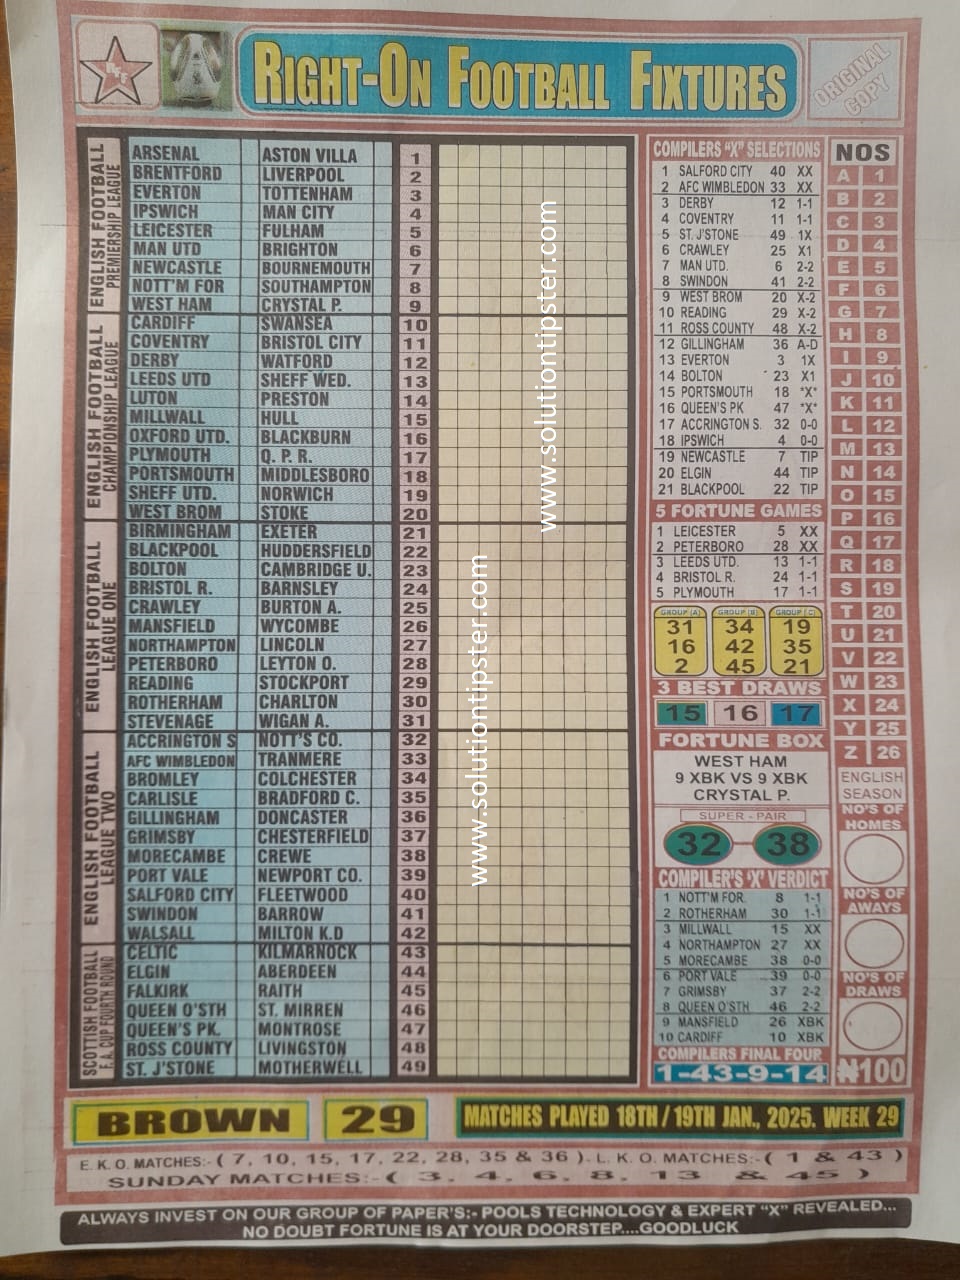 RFF
RIGHT-ON FOOTBALL FIXTURES
ORIGINAL COPY
ENGLISH FOOTBALL
PREMIERSHIP LEAGUE
ARSENAL ASTON VILLA 1
BRENTFORD LIVERPOOL 2
EVERTON TOTTENHAM 3
IPSWICH MAN CITY 4
LEICESTER FULHAM 5
MAN UTD BRIGHTON 6
NEWCASTLE BOURNEMOUTH 7
NOTT'M FOR SOUTHAMPTON 8
WEST HAM CRYSTAL P. 9
ENGLISH FOOTBALL
CHAMPIONSHIP LEAGUE
CARDIFF SWANSEA 10
COVENTRY BRISTOL CITY 11
DERBY WATFORD 12
LEEDS UTD SHEFF WED. 13
LUTON PRESTON 14
MILLWALL HULL 15
OXFORD UTD. BLACKBURN 16
PLYMOUTH Q. P. R. 17
PORTSMOUTH MIDDLESBORO 18
SHEFF UTD. NORWICH 19
WEST BROM STOKE 20
ENGLISH FOOTBALL
LEAGUE ONE
BIRMINGHAM EXETER 21
BLACKPOOL HUDDERSFIELD 22
BOLTON CAMBRIDGE U. 23
BRISTOL R. BARNSLEY 24
CRAWLEY BURTON A. 25
MANSFIELD WYCOMBE 26
NORTHAMPTON LINCOLN 27
PETERBORO LEYTON O. 28
READING STOCKPORT 29
ROTHERHAM CHARLTON 30
STEVENAGE WIGAN A. 31
ENGLISH FOOTBALL
LEAGUE TWO
ACCRINGTON S NOTT'S CO. 32
AFC WIMBLEDON TRANMERE 33
BROMLEY COLCHESTER 34
CARLISLE BRADFORD C. 35
GILLINGHAM DONCASTER 36
GRIMSBY CHESTERFIELD 37
MORECAMBE CREWE 38
PORT VALE NEWPORT CO. 39
SALFORD CITY FLEETWOOD 40
SWINDON BARROW 41
WALSALL MILTON K.D 42
SCOTTISH FOOTBALL
F. A. CUP FOURTH ROUND
CELTIC KILMARNOCK 43
ELGIN ABERDEEN 44
FALKIRK RAITH 45
QUEEN O'STH ST. MIRREN 46
QUEEN'S PK. MONTROSE 47
ROSS COUNTY LIVINGSTON 48
ST. J'STONE MOTHERWELL 49
www.solutiontipster.com
www.solutiontipster.com
COMPILERS "X" SELECTIONS
1 SALFORD CITY 40 XX
2 AFC WIMBLEDON 33 XX
3 DERBY 12 1-1
4 COVENTRY 11 1-1
5 ST. J'STONE 49 1X
6 CRAWLEY 25 X1
7 MAN UTD. 6 2-2
8 SWINDON 41 2-2
9 WEST BROM 20 X-2
10 READING 29 X-2
11 ROSS COUNTY 48 X-2
12 GILLINGHAM 36 A-D
13 EVERTON 3 1X
14 BOLTON 23 X1
15 PORTSMOUTH 18 *X*
16 QUEEN'S PK 47 *X*
17 ACCRINGTON S. 32 0-0
18 IPSWICH 4 0-0
19 NEWCASTLE 7 TIP
20 ELGIN 44 TIP
21 BLACKPOOL 22 TIP
5 FORTUNE GAMES
1 LEICESTER 5 XX
2 PETERBORO 28 XX
3 LEEDS UTD. 13 1-1
4 BRISTOL R. 24 1-1
5 PLYMOUTH 17 1-1
GROUP (A) GROUP (B) GROUP (C)
31 34 19
16 42 35
2 45 21
3 BEST DRAWS
15 16 17
FORTUNE BOX
WEST HAM
9 XBK VS 9 XBK
CRYSTAL P.
SUPER - PAIR
32 38
COMPILER'S 'X' VERDICT
1 NOTT'M FOR. 8 1-1
2 ROTHERHAM 30 1-1
3 MILLWALL 15 XX
4 NORTHAMPTON 27 XX
5 MORECAMBE 38 0-0
6 PORT VALE 39 0-0
7 GRIMSBY 37 2-2
8 QUEEN O'STH 46 2-2
9 MANSFIELD 26 XBK
10 CARDIFF 10 XBK
COMPILERS FINAL FOUR
1-43-9-14
NOS
A 1
B 2
C 3
D 4
E 5
F 6
G 7
H 8
I 9
J 10
K 11
L 12
M 13
N 14
O 15
P 16
Q 17
R 18
S 19
T 20
U 21
V 22
W 23
X 24
Y 25
Z 26
ENGLISH
SEASON
NO'S OF
HOMES
NO'S OF
AWAYS
NO'S OF
DRAWS
₦100
BROWN 29 MATCHES PLAYED 18TH/19TH JAN., 2025. WEEK 29
E. K. O. MATCHES:- ( 7, 10, 15, 17, 22, 28, 35 & 36 ). L. K. O. MATCHES:- ( 1 & 43 )
SUNDAY MATCHES:- ( 3, 4, 6, 8, 13 & 45 )
ALWAYS INVEST ON OUR GROUP OF PAPER'S:- POOLS TECHNOLOGY & EXPERT "X" REVEALED...
NO DOUBT FORTUNE IS AT YOUR DOORSTEP....GOODLUCK